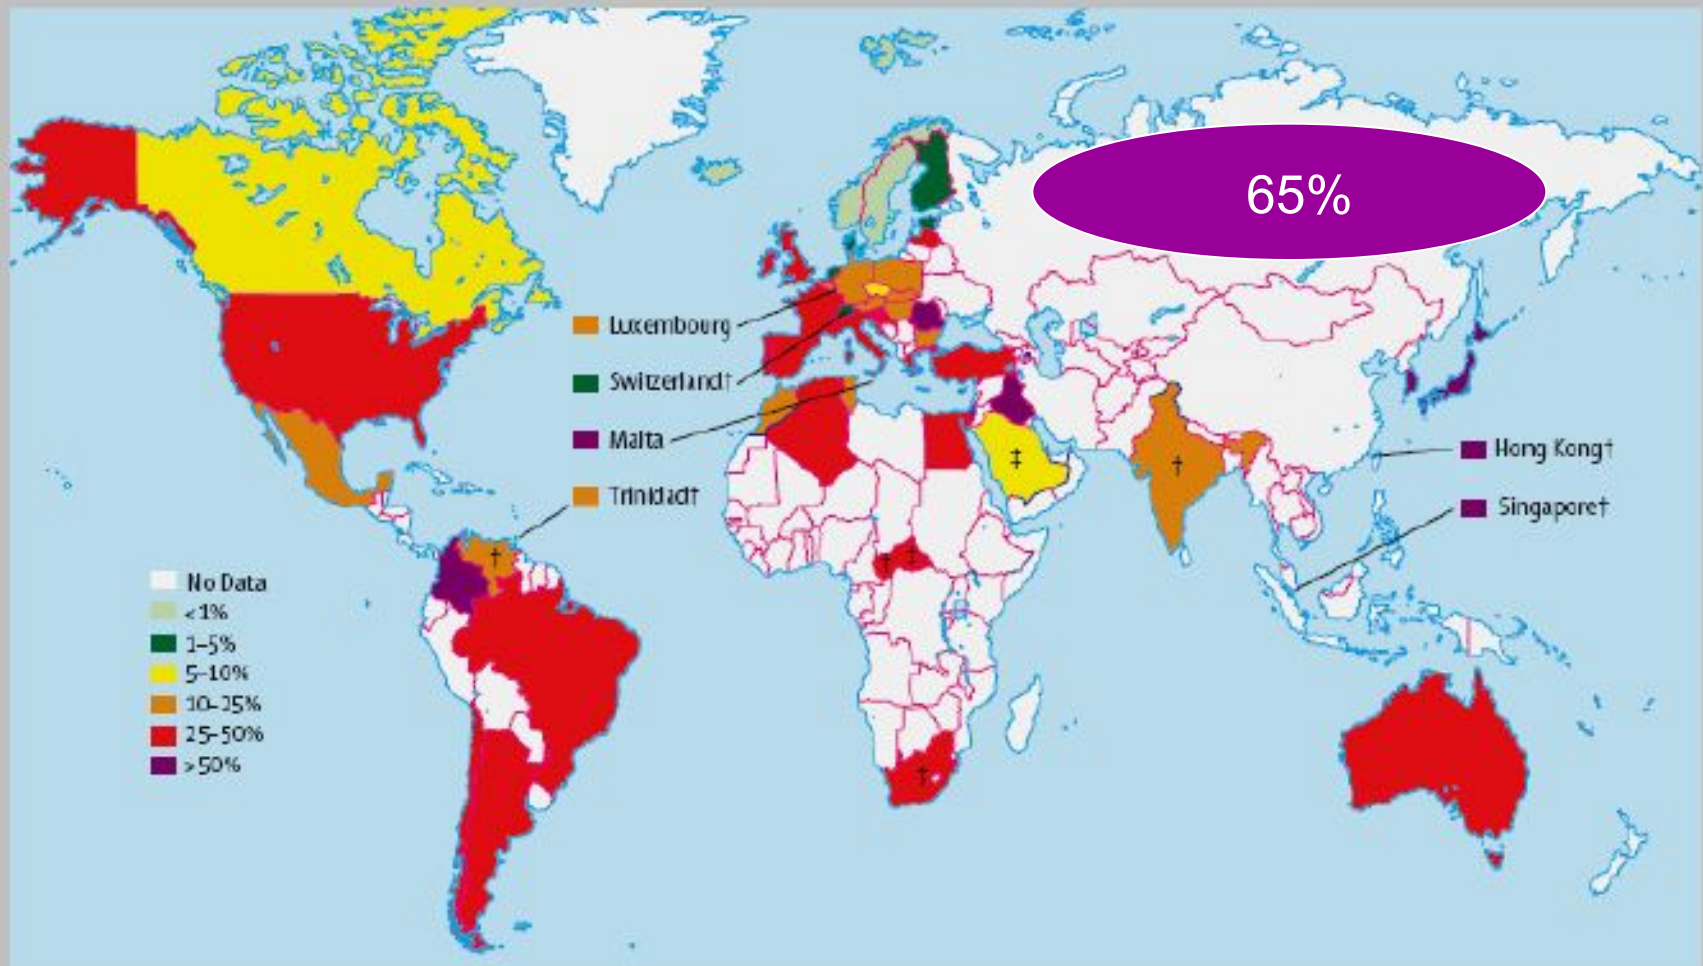 65%
Luxembourg
Switzerland†
Malta
Trinidad†
Hong Kong†
Singapore†
‡
†
†
†
‡
†
No Data
<1%
1–5%
5–10%
10–25%
25–50%
>50%